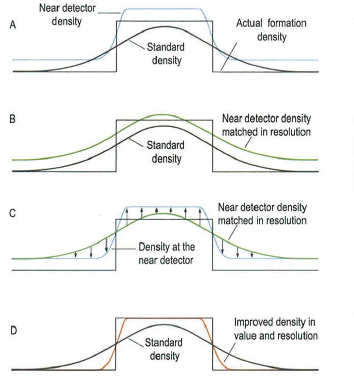 Near detector
density
A
Actual formation
density
Standard
density
B
Near detector density
matched in resolution
Standard
density
C
Near detector density
matched in resolution
Density at the
near detector
D
Improved density in
value and resolution
Standard
density